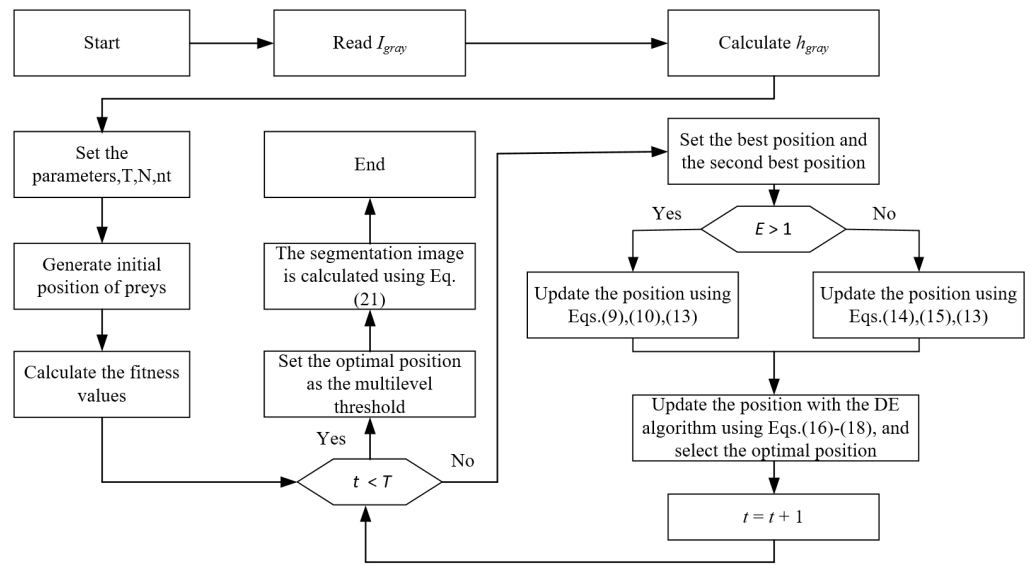 Start
Read I_gray
Calculate h_gray
Set the
parameters,T,N,nt
Generate initial
position of preys
Calculate the fitness
values
End
The segmentation image
is calculated using Eq.
(21)
Set the optimal position
as the multilevel
threshold
Yes
t < T
No
Set the best position and
the second best position
Yes
E > 1
No
Update the position using
Eqs.(9),(10),(13)
Update the position using
Eqs.(14),(15),(13)
Update the position with the DE
algorithm using Eqs.(16)-(18), and
select the optimal position
t = t + 1